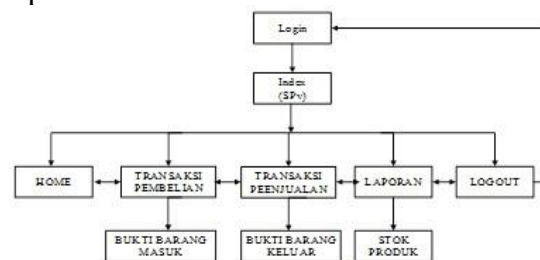 Login
Index
(SPv)
HOME
TRANSAKSI
PEMBELIAN
TRANSAKSI
PEENJUALAN
LAPORAN
LOGOUT
BUKTI BARANG
MASUK
BUKTI BARANG
KELUAR
STOK
PRODUK